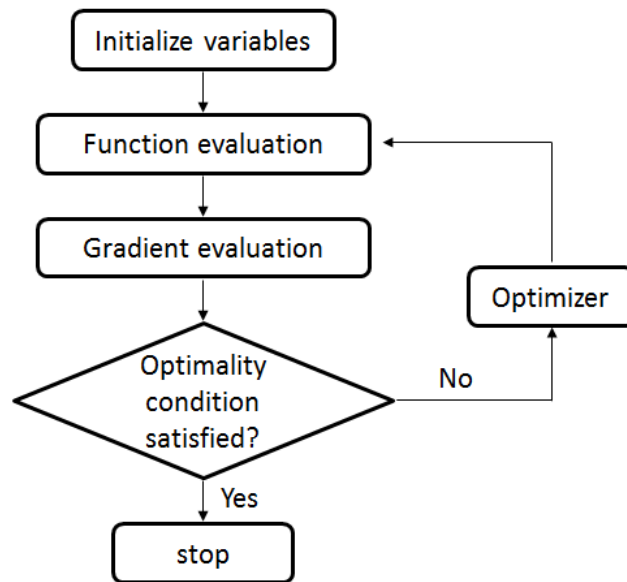 Initialize variables
Function evaluation
Gradient evaluation
Optimizer
Optimality
condition
satisfied?
No
Yes
stop